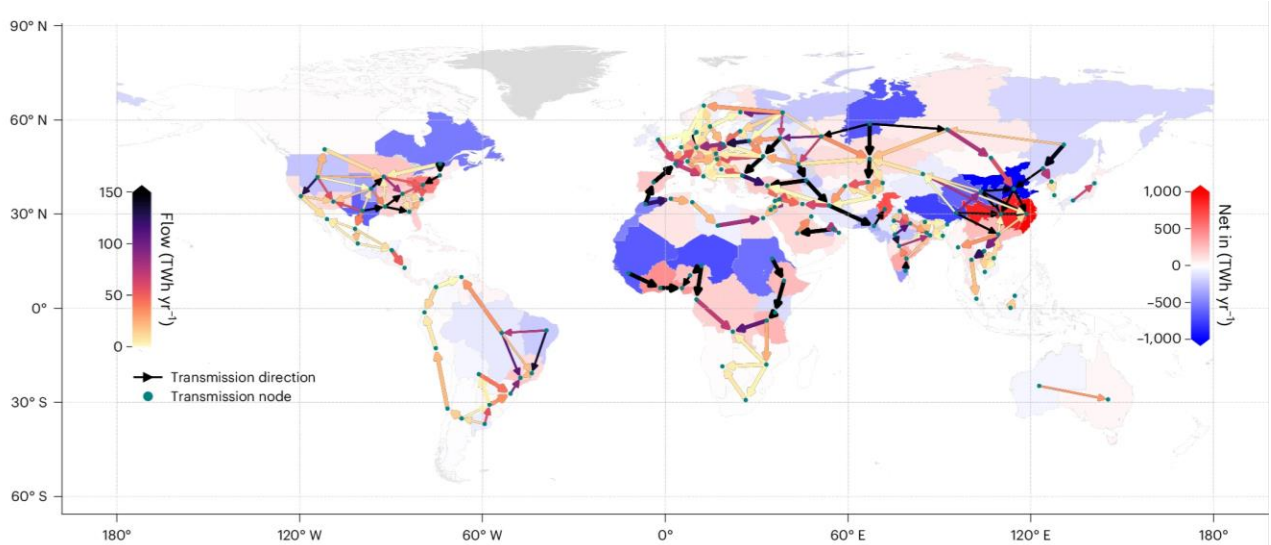 90° N
60° N
30° N
0°
30° S
60° S
180°
120° W
60° W
0°
60° E
120° E
180°
150
100
50
0
Flow (TWh yr⁻¹)
Transmission direction
Transmission node
1,000
500
0
−500
−1,000
Net in (TWh yr⁻¹)